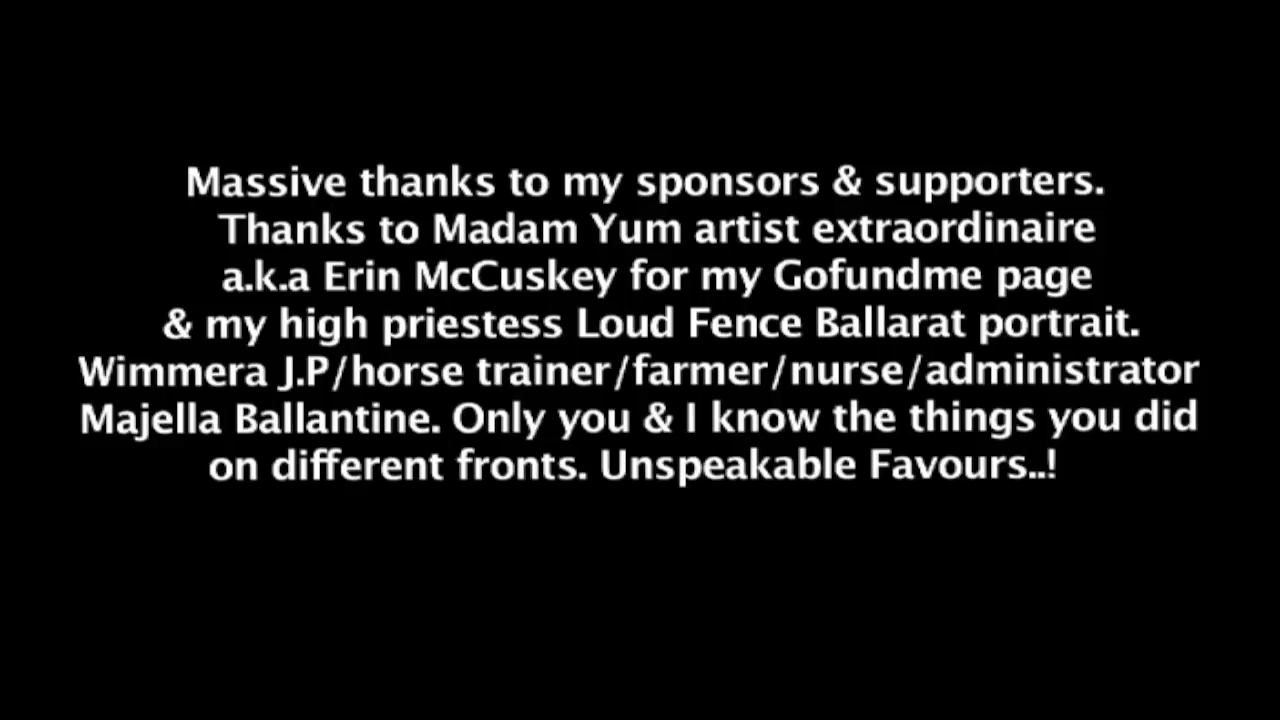 Massive thanks to my sponsors & supporters.
Thanks to Madam Yum artist extraordinaire
a.k.a Erin McCuskey for my Gofundme page
& my high priestess Loud Fence Ballarat portrait.
Wimmera J.P/horse trainer/farmer/nurse/administrator
Majella Ballantine. Only you & I know the things you did
on different fronts. Unspeakable Favours..!